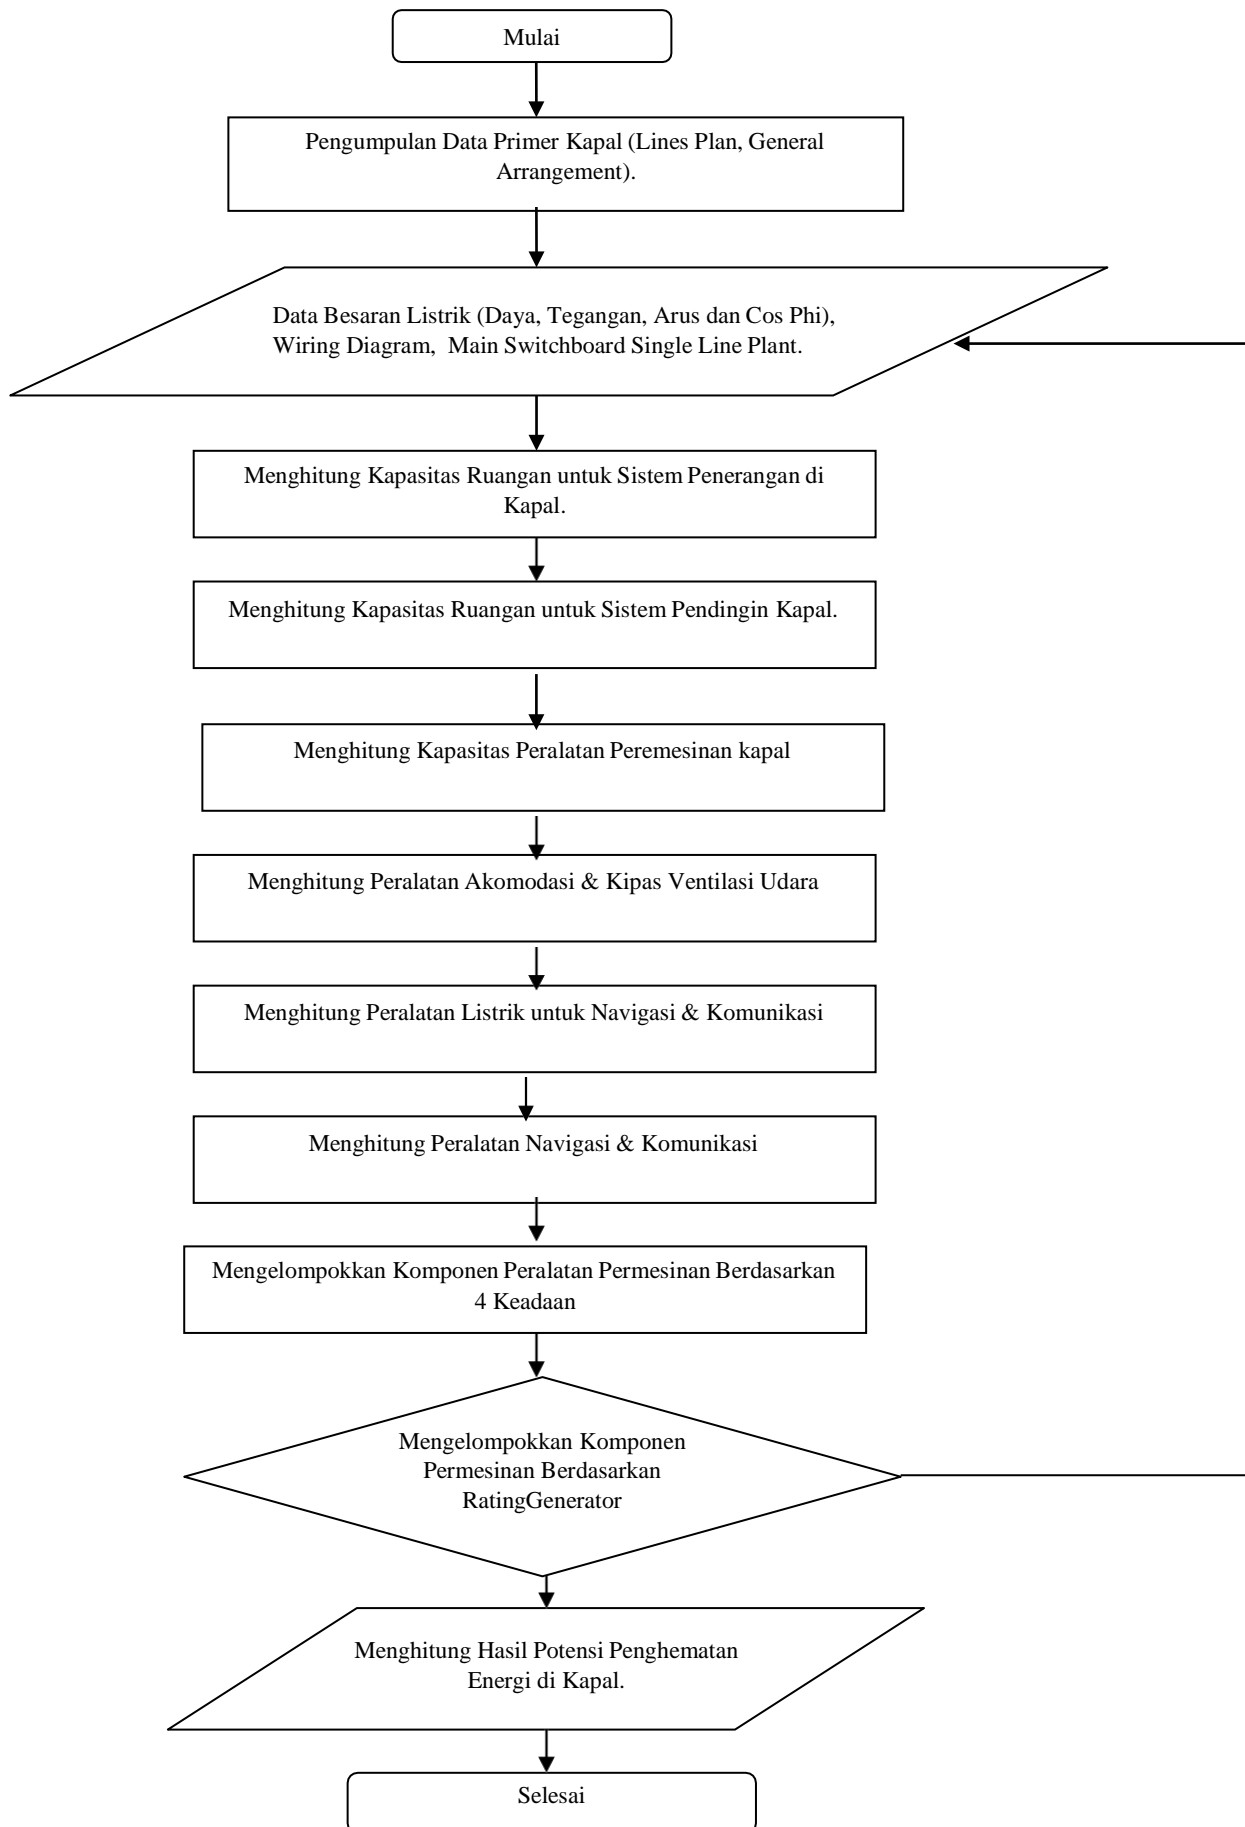 Mulai
Pengumpulan Data Primer Kapal (Lines Plan, General
Arrangement).
Data Besaran Listrik (Daya, Tegangan, Arus dan Cos Phi),
Wiring Diagram, Main Switchboard Single Line Plant.
Menghitung Kapasitas Ruangan untuk Sistem Penerangan di
Kapal.
Menghitung Kapasitas Ruangan untuk Sistem Pendingin Kapal.
Menghitung Kapasitas Peralatan Peremesinan kapal
Menghitung Peralatan Akomodasi & Kipas Ventilasi Udara
Menghitung Peralatan Listrik untuk Navigasi & Komunikasi
Menghitung Peralatan Navigasi & Komunikasi
Mengelompokkan Komponen Peralatan Permesinan Berdasarkan
4 Keadaan
Mengelompokkan Komponen
Permesinan Berdasarkan
RatingGenerator
Menghitung Hasil Potensi Penghematan
Energi di Kapal.
Selesai